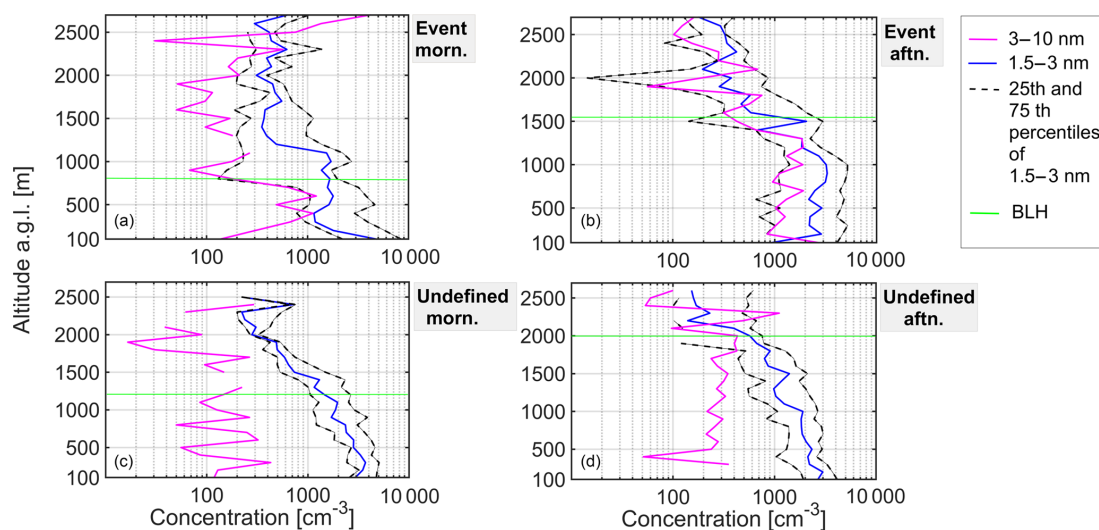 Altitude a.g.l. [m]
2500
2000
1500
1000
500
100
(a)
100
1000
10 000
Event
morn.
2500
2000
1500
1000
500
100
(b)
100
1000
10 000
Event
aftn.
3–10 nm
1.5–3 nm
25th and
75 th
percentiles
of
1.5–3 nm
BLH
2500
2000
1500
1000
500
100
(c)
100
1000
10 000
Concentration [cm-3]
Undefined
morn.
2500
2000
1500
1000
500
100
(d)
100
1000
10 000
Concentration [cm-3]
Undefined
aftn.